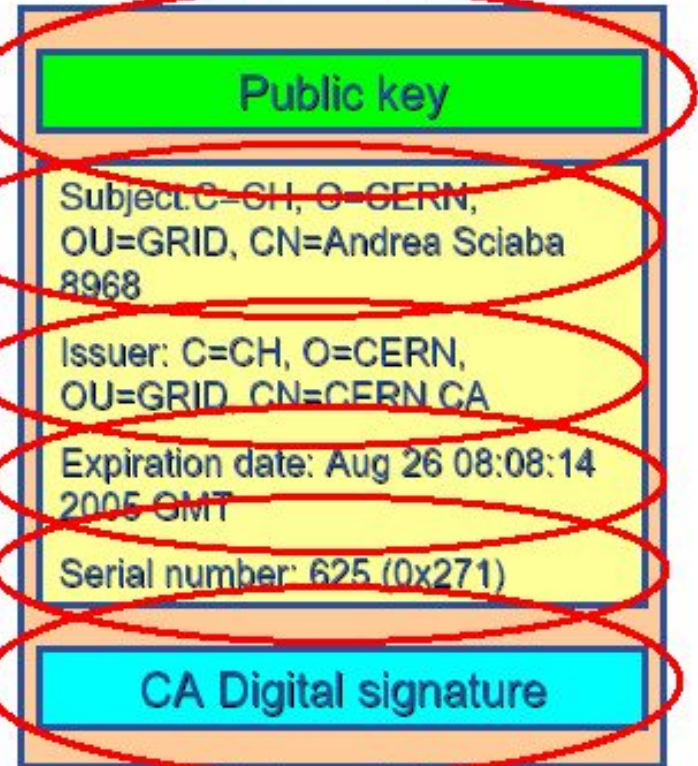 Public key
Subject:C=CH, O=CERN,
OU=GRID, CN=Andrea Sciaba
8968
Issuer: C=CH, O=CERN,
OU=GRID, CN=CERN CA
Expiration date: Aug 26 08:08:14
2005 GMT
Serial number: 625 (0x271)
CA Digital signature